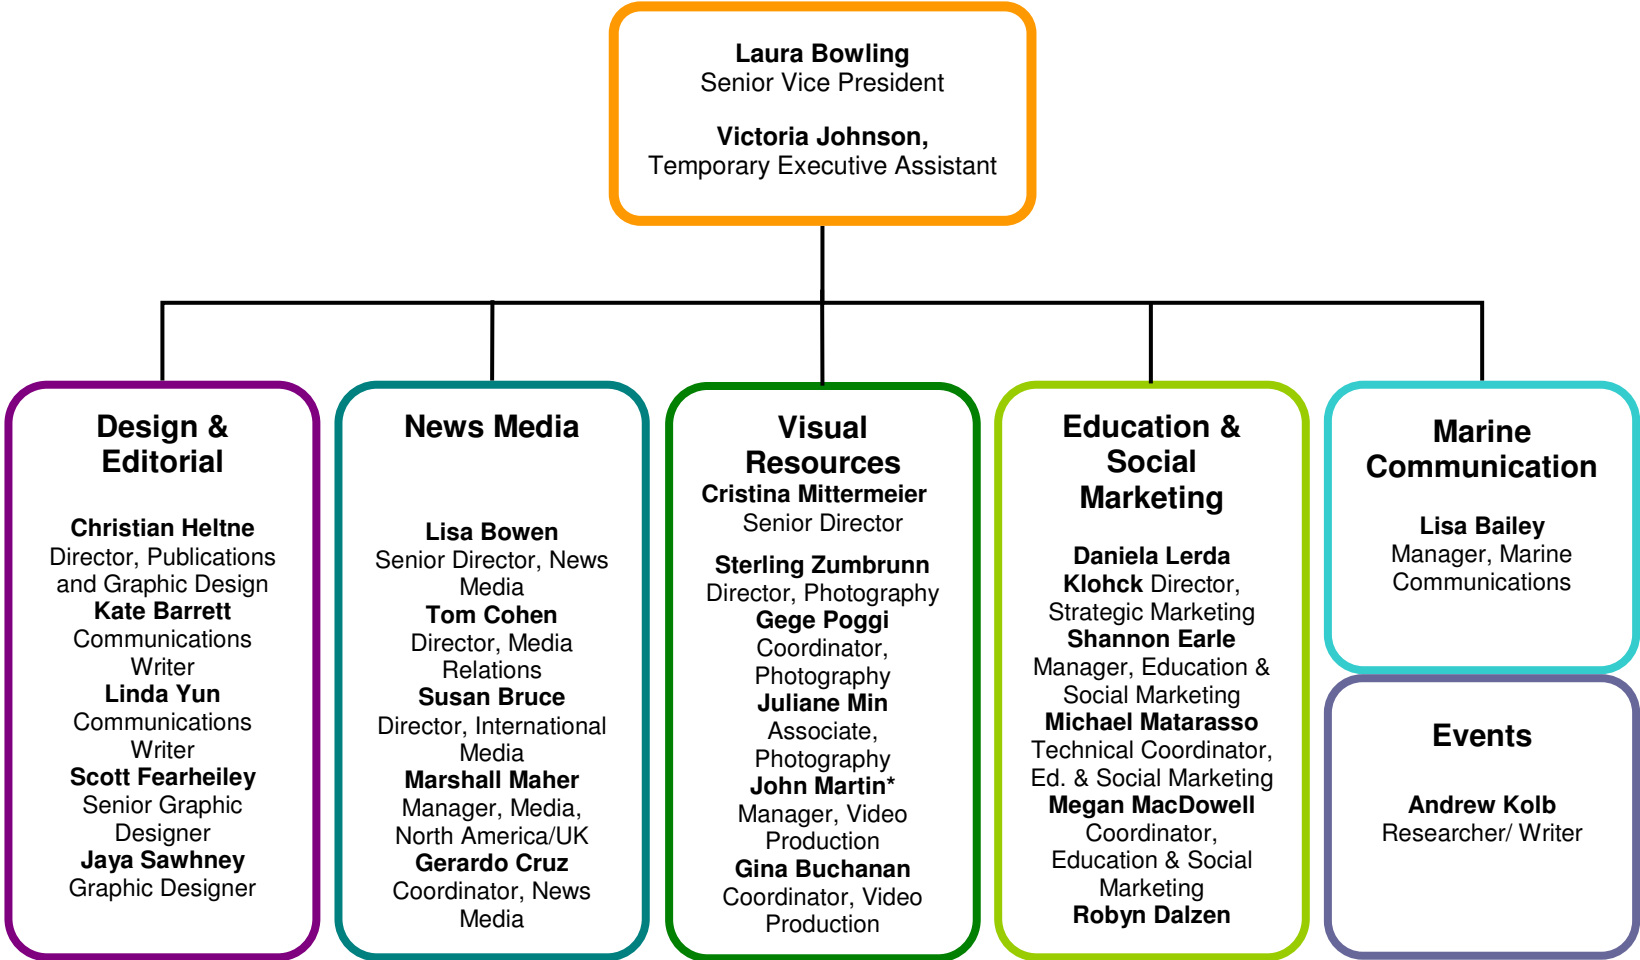 Laura Bowling
Senior Vice President
Victoria Johnson,
Temporary Executive Assistant
Design &
Editorial
Christian Heltne
Director, Publications
and Graphic Design
Kate Barrett
Communications
Writer
Linda Yun
Communications
Writer
Scott Fearheiley
Senior Graphic
Designer
Jaya Sawhney
Graphic Designer
News Media
Lisa Bowen
Senior Director, News
Media
Tom Cohen
Director, Media
Relations
Susan Bruce
Director, International
Media
Marshall Maher
Manager, Media,
North America/UK
Gerardo Cruz
Coordinator, News
Media
Visual
Resources
Cristina Mittermeier
Senior Director
Sterling Zumbrunn
Director, Photography
Gege Poggi
Coordinator,
Photography
Juliane Min
Associate,
Photography
John Martin*
Manager, Video
Production
Gina Buchanan
Coordinator, Video
Production
Education &
Social
Marketing
Daniela Lerda
Klohck Director,
Strategic Marketing
Shannon Earle
Manager, Education &
Social Marketing
Michael Matarasso
Technical Coordinator,
Ed. & Social Marketing
Megan MacDowell
Coordinator,
Education & Social
Marketing
Robyn Dalzen
Marine
Communication
Lisa Bailey
Manager, Marine
Communications
Events
Andrew Kolb
Researcher/ Writer